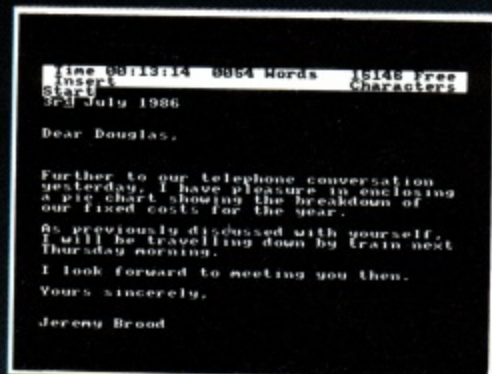 Time 00:13:14 0054 Words 15146 Free
Insert Characters
Start
3rd July 1986
Dear Douglas,
Further to our telephone conversation
yesterday, I have pleasure in enclosing
a pie chart showing the breakdown of
our fixed costs for the year.
As previously discussed with yourself,
I will be travelling down by train next
Thursday morning.
I look forward to meeting you then.
Yours sincerely,
Jeremy Brood